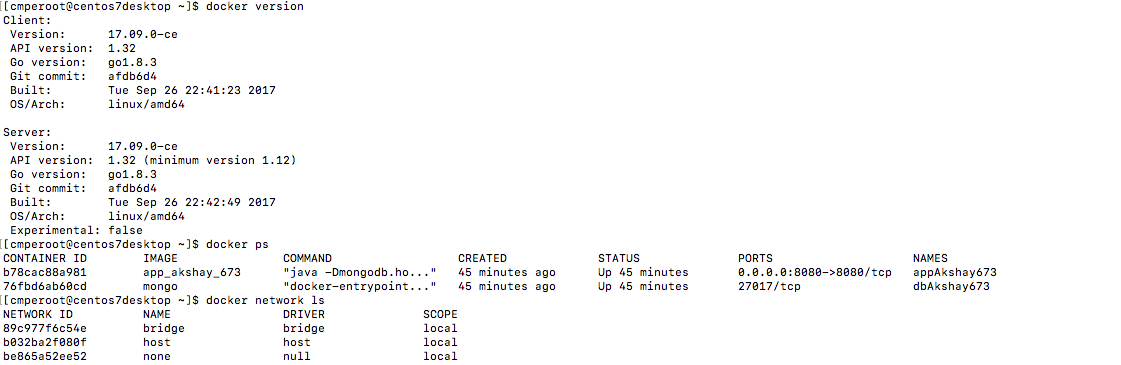 [[cmperoot@centos7desktop ~]$ docker version
Client:
 Version:      17.09.0-ce
 API version:  1.32
 Go version:   go1.8.3
 Git commit:   afdb6d4
 Built:        Tue Sep 26 22:41:23 2017
 OS/Arch:      linux/amd64

Server:
 Version:      17.09.0-ce
 API version:  1.32 (minimum version 1.12)
 Go version:   go1.8.3
 Git commit:   afdb6d4
 Built:        Tue Sep 26 22:42:49 2017
 OS/Arch:      linux/amd64
 Experimental: false
[[cmperoot@centos7desktop ~]$ docker ps
CONTAINER ID        IMAGE               COMMAND                  CREATED             STATUS              PORTS                    NAMES
b78cac88a981        app_akshay_673      "java -Dmongodb.ho..."   45 minutes ago      Up 45 minutes       0.0.0.0:8080->8080/tcp   appAkshay673
76fbd6ab60cd        mongo               "docker-entrypoint..."   45 minutes ago      Up 45 minutes       27017/tcp                dbAkshay673
[[cmperoot@centos7desktop ~]$ docker network ls
NETWORK ID          NAME                DRIVER              SCOPE
89c977f6c54e        bridge              bridge              local
b032ba2f080f        host                host                local
be865a52ee52        none                null                local